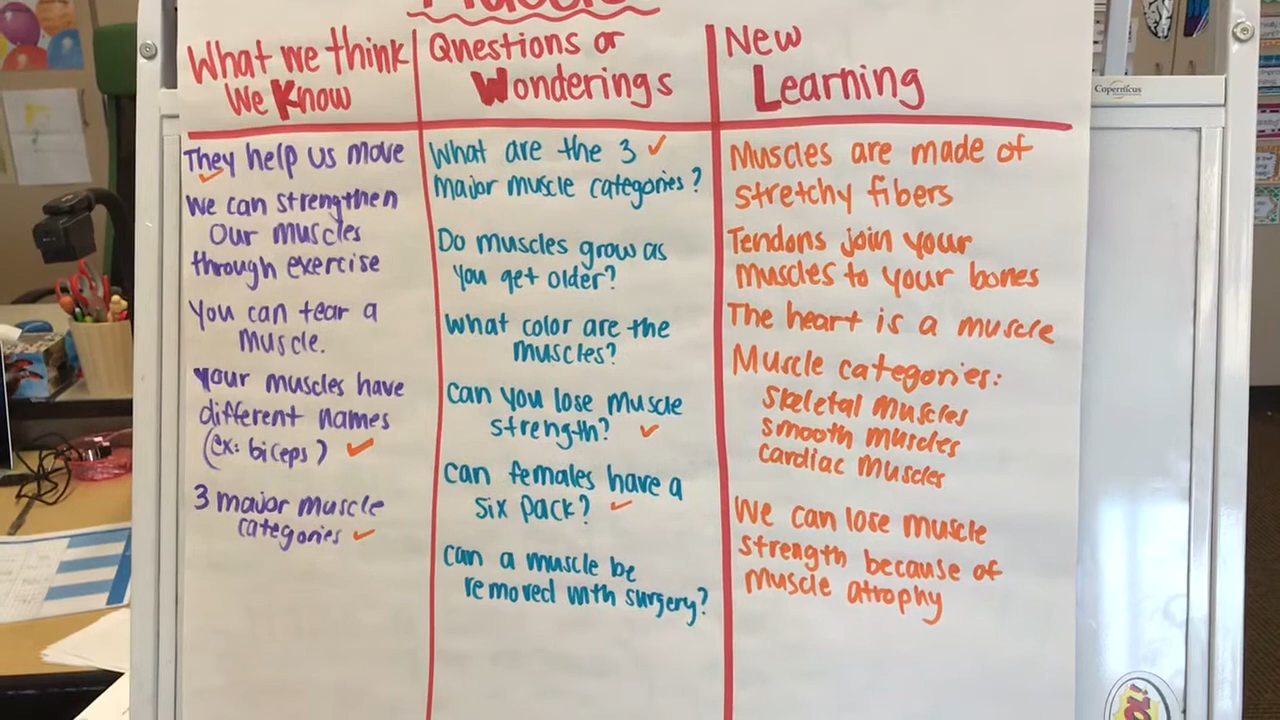 What we think
We Know
They help us move
We can strengthen
our muscles
through exercise
You can tear a
muscle.
Your muscles have
different names
(ex: biceps)
3 major muscle
categories
Questions or
Wonderings
What are the 3
major muscle categories?
Do muscles grow as
you get older?
What color are the
muscles?
Can you lose muscle
strength?
Can females have a
six pack?
Can a muscle be
removed with surgery?
New
Learning
Muscles are made of
stretchy fibers
Tendons join your
muscles to your bones
The heart is a muscle
Muscle categories:
skeletal muscles
smooth muscles
cardiac muscles
We can lose muscle
strength because of
muscle atrophy
Copernicus